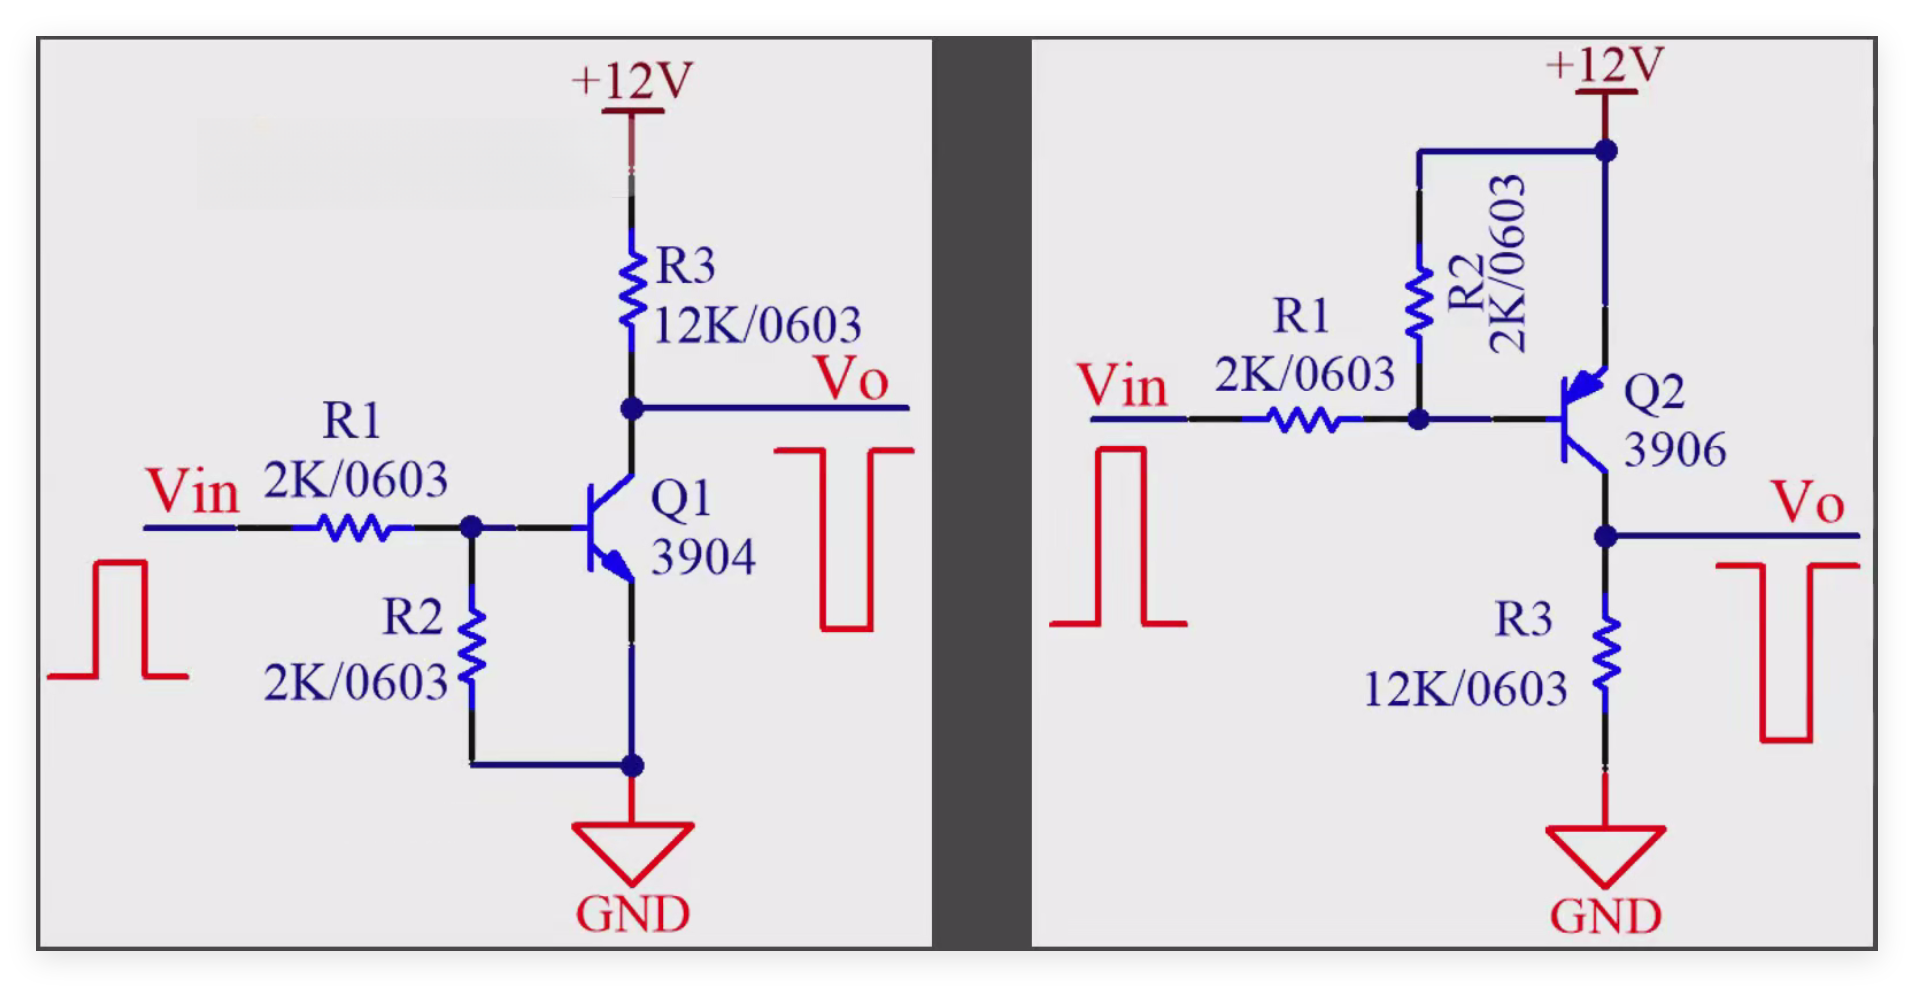 +12V
R3
12K/0603
Vo
R1
2K/0603
Vin
Q1
3904
R2
2K/0603
GND
+12V
R2
2K/0603
R1
2K/0603
Vin
Q2
3906
Vo
R3
12K/0603
GND